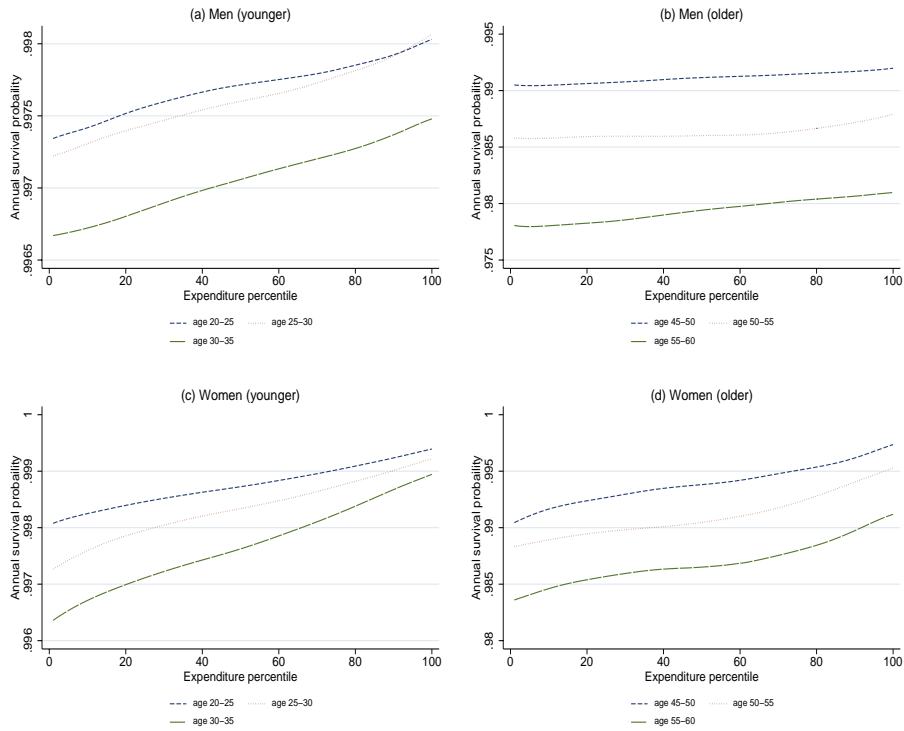 (a) Men (younger)
Annual survival probaility
.9965 .997 .9975 .998
0 20 40 60 80 100
Expenditure percentile
age 20–25 age 25–30
age 30–35
(b) Men (older)
Annual survival probaility
.975 .98 .985 .99 .995
0 20 40 60 80 100
Expenditure percentile
age 45–50 age 50–55
age 55–60
(c) Women (younger)
Annual survival probaility
.996 .997 .998 .999 1
0 20 40 60 80 100
Expenditure percentile
age 20–25 age 25–30
age 30–35
(d) Women (older)
Annual survival probaility
.98 .985 .99 .995 1
0 20 40 60 80 100
Expenditure percentile
age 45–50 age 50–55
age 55–60